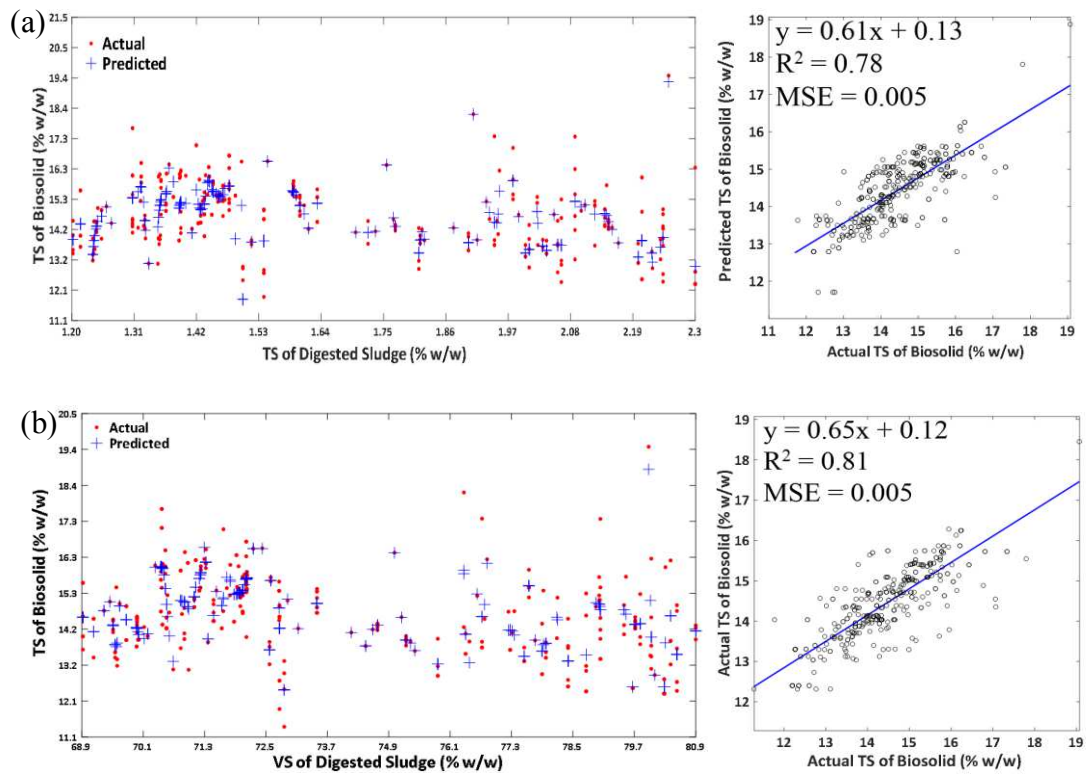 (a)
TS of Biosolid (% w/w)
21.5
20.5
19.4
18.4
17.3
16.3
15.3
14.2
13.2
12.1
11.1
Actual
Predicted
1.20 1.31 1.42 1.53 1.64 1.75 1.86 1.97 2.08 2.19 2.3
TS of Digested Sludge (% w/w)
Predicted TS of Biosolid (% w/w)
19
18
17
16
15
14
13
12
y = 0.61x + 0.13
R² = 0.78
MSE = 0.005
11 12 13 14 15 16 17 18 19
Actual TS of Biosolid (% w/w)
(b)
TS of Biosolid (% w/w)
20.5
19.4
18.4
17.3
16.3
15.3
14.2
13.2
12.1
11.1
Actual
Predicted
68.9 70.1 71.3 72.5 73.7 74.9 76.1 77.3 78.5 79.7 80.9
VS of Digested Sludge (% w/w)
Actual TS of Biosolid (% w/w)
19
18
17
16
15
14
13
12
y = 0.65x + 0.12
R² = 0.81
MSE = 0.005
12 13 14 15 16 17 18 19
Actual TS of Biosolid (% w/w)